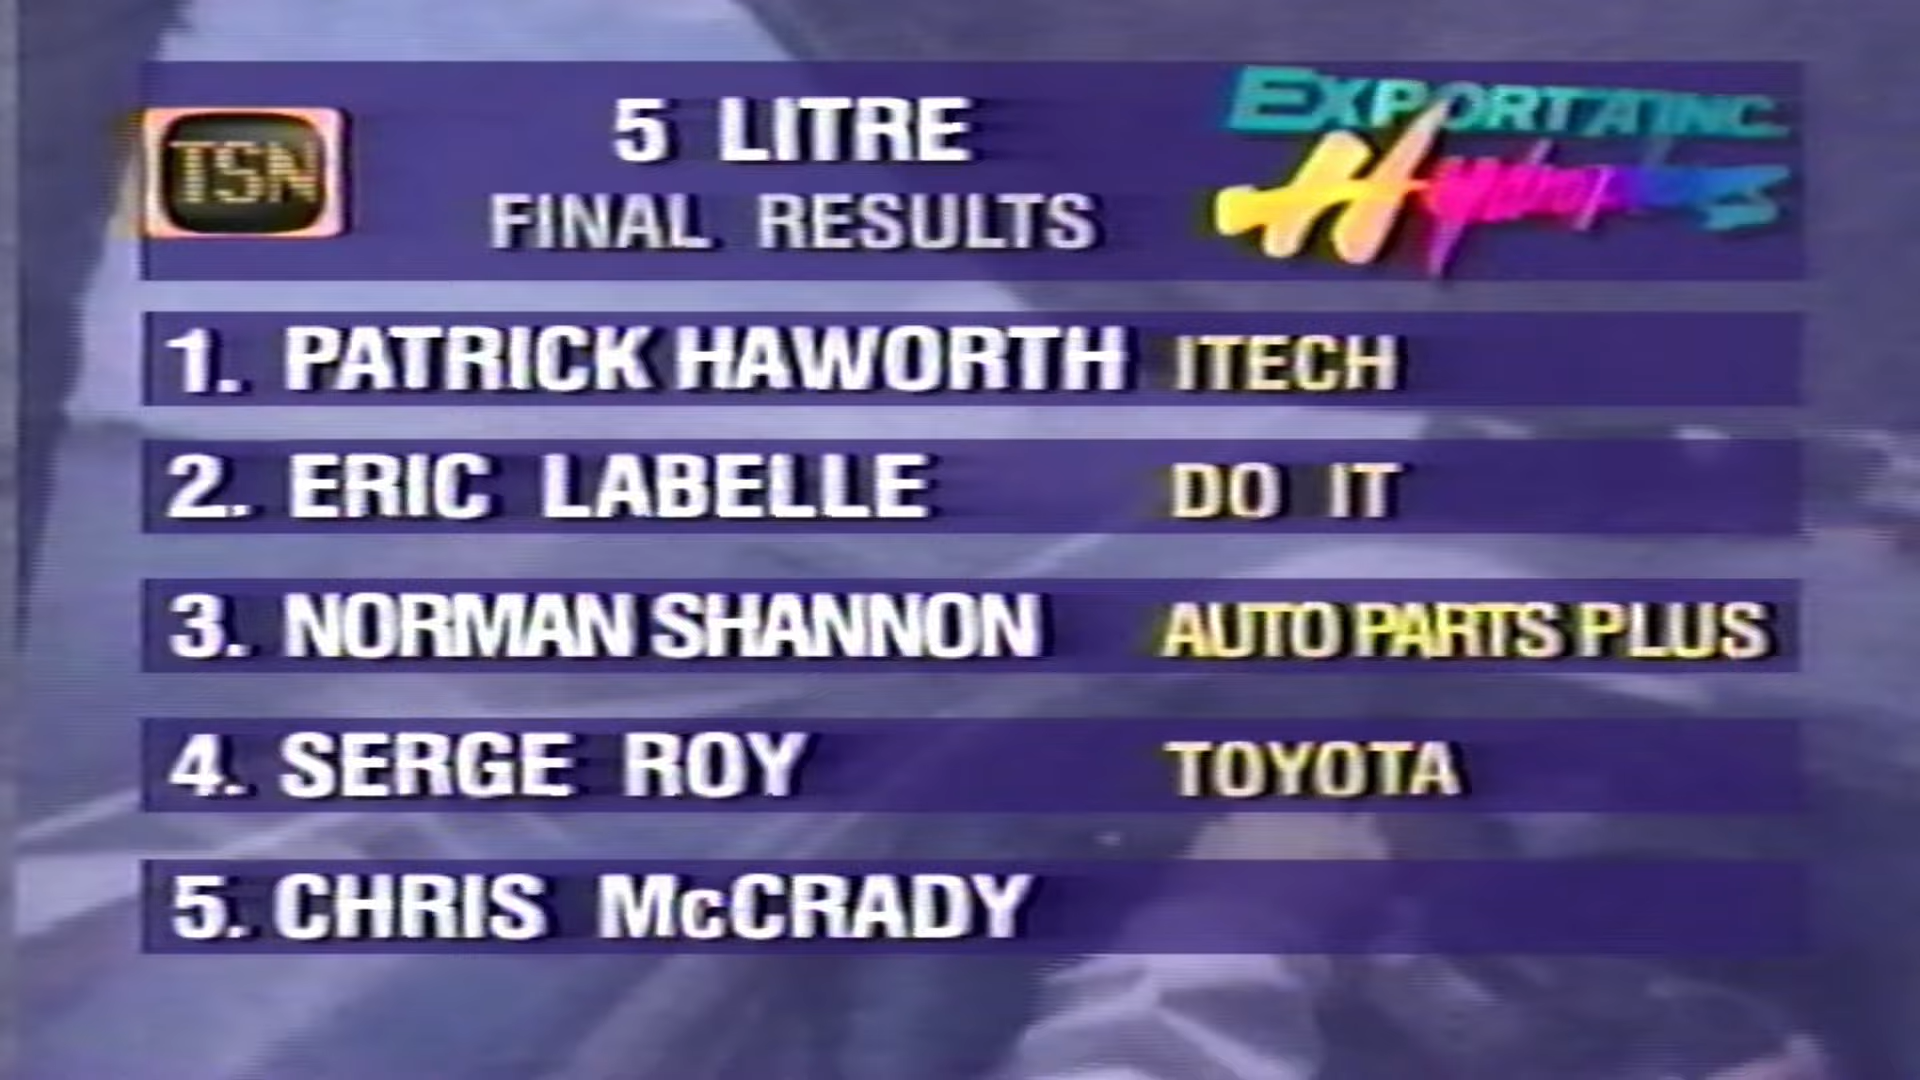 TSN
5 LITRE
FINAL RESULTS
EXPORT 'A' INC.
Hydroplanes
1. PATRICK HAWORTH ITECH
2. ERIC LABELLE DO IT
3. NORMAN SHANNON AUTO PARTS PLUS
4. SERGE ROY TOYOTA
5. CHRIS McCRADY